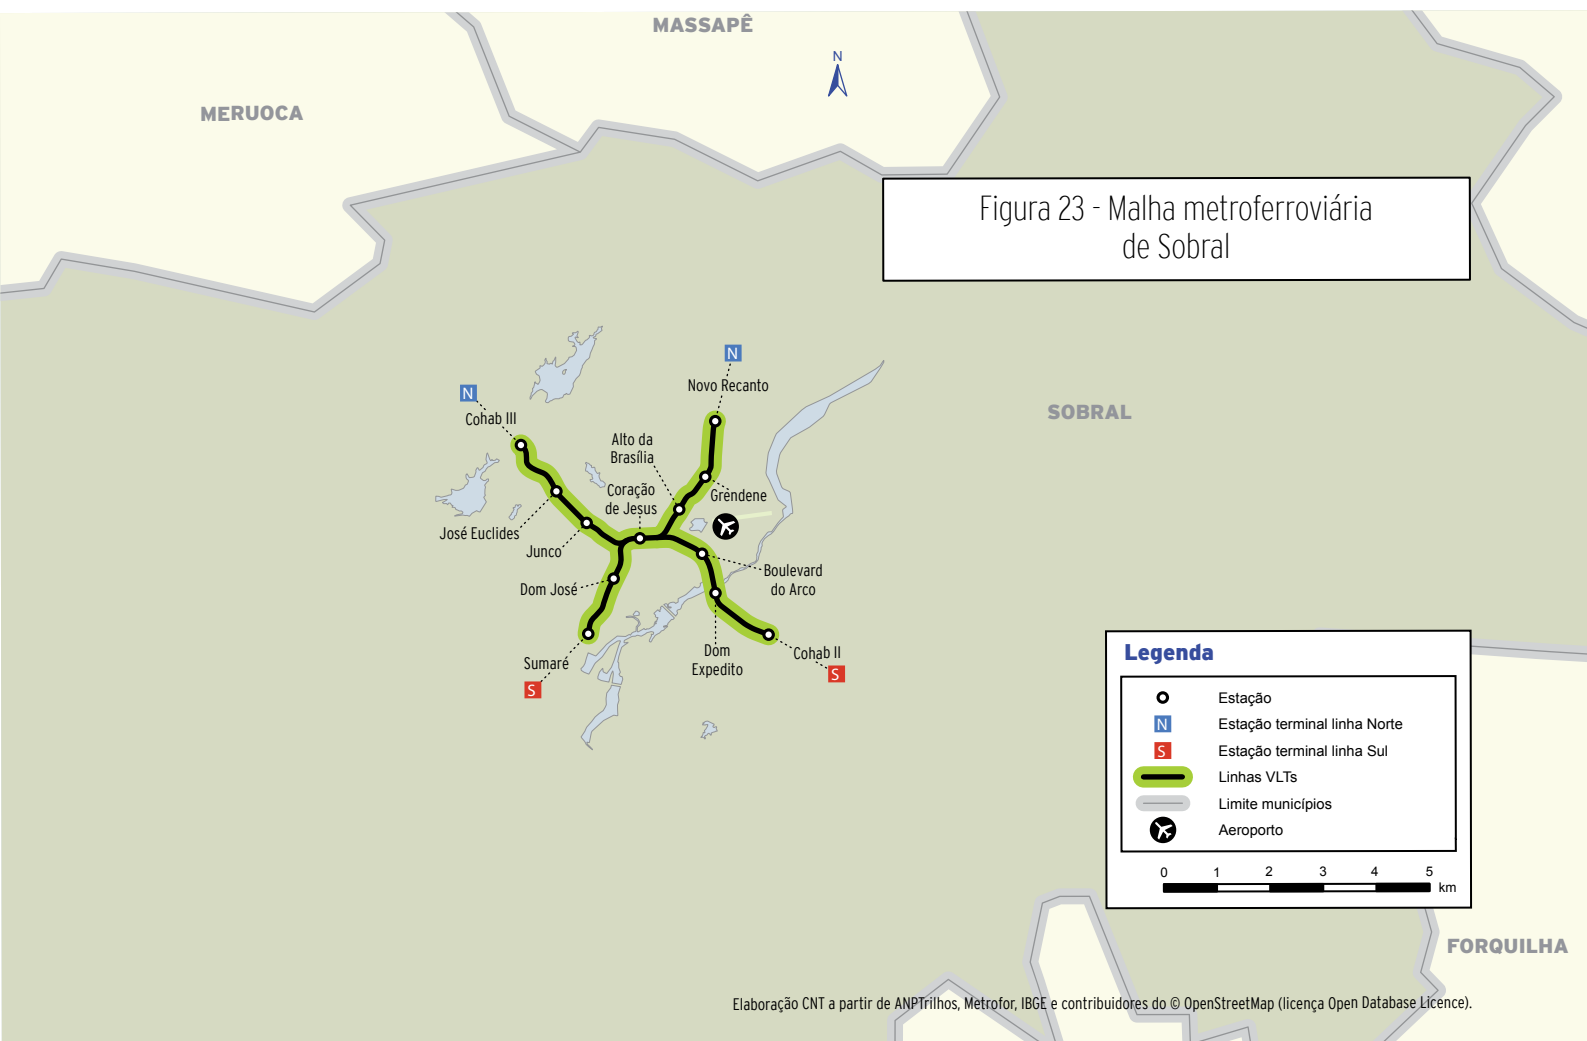 MASSAPÊ
N
MERUOCA
Figura 23 - Malha metroferroviária
de Sobral
N
Novo Recanto
N
Cohab III
SOBRAL
Alto da
Brasília
Coração
de Jesus
Grendene
José Euclides
Junco
Boulevard
do Arco
Dom José
Sumaré
S
Dom
Expedito
Cohab II
S
Legenda
Estação
N Estação terminal linha Norte
S Estação terminal linha Sul
Linhas VLTs
Limite municípios
Aeroporto
0 1 2 3 4 5
km
FORQUILHA
Elaboração CNT a partir de ANPTrilhos, Metrofor, IBGE e contribuidores do © OpenStreetMap (licença Open Database Licence).